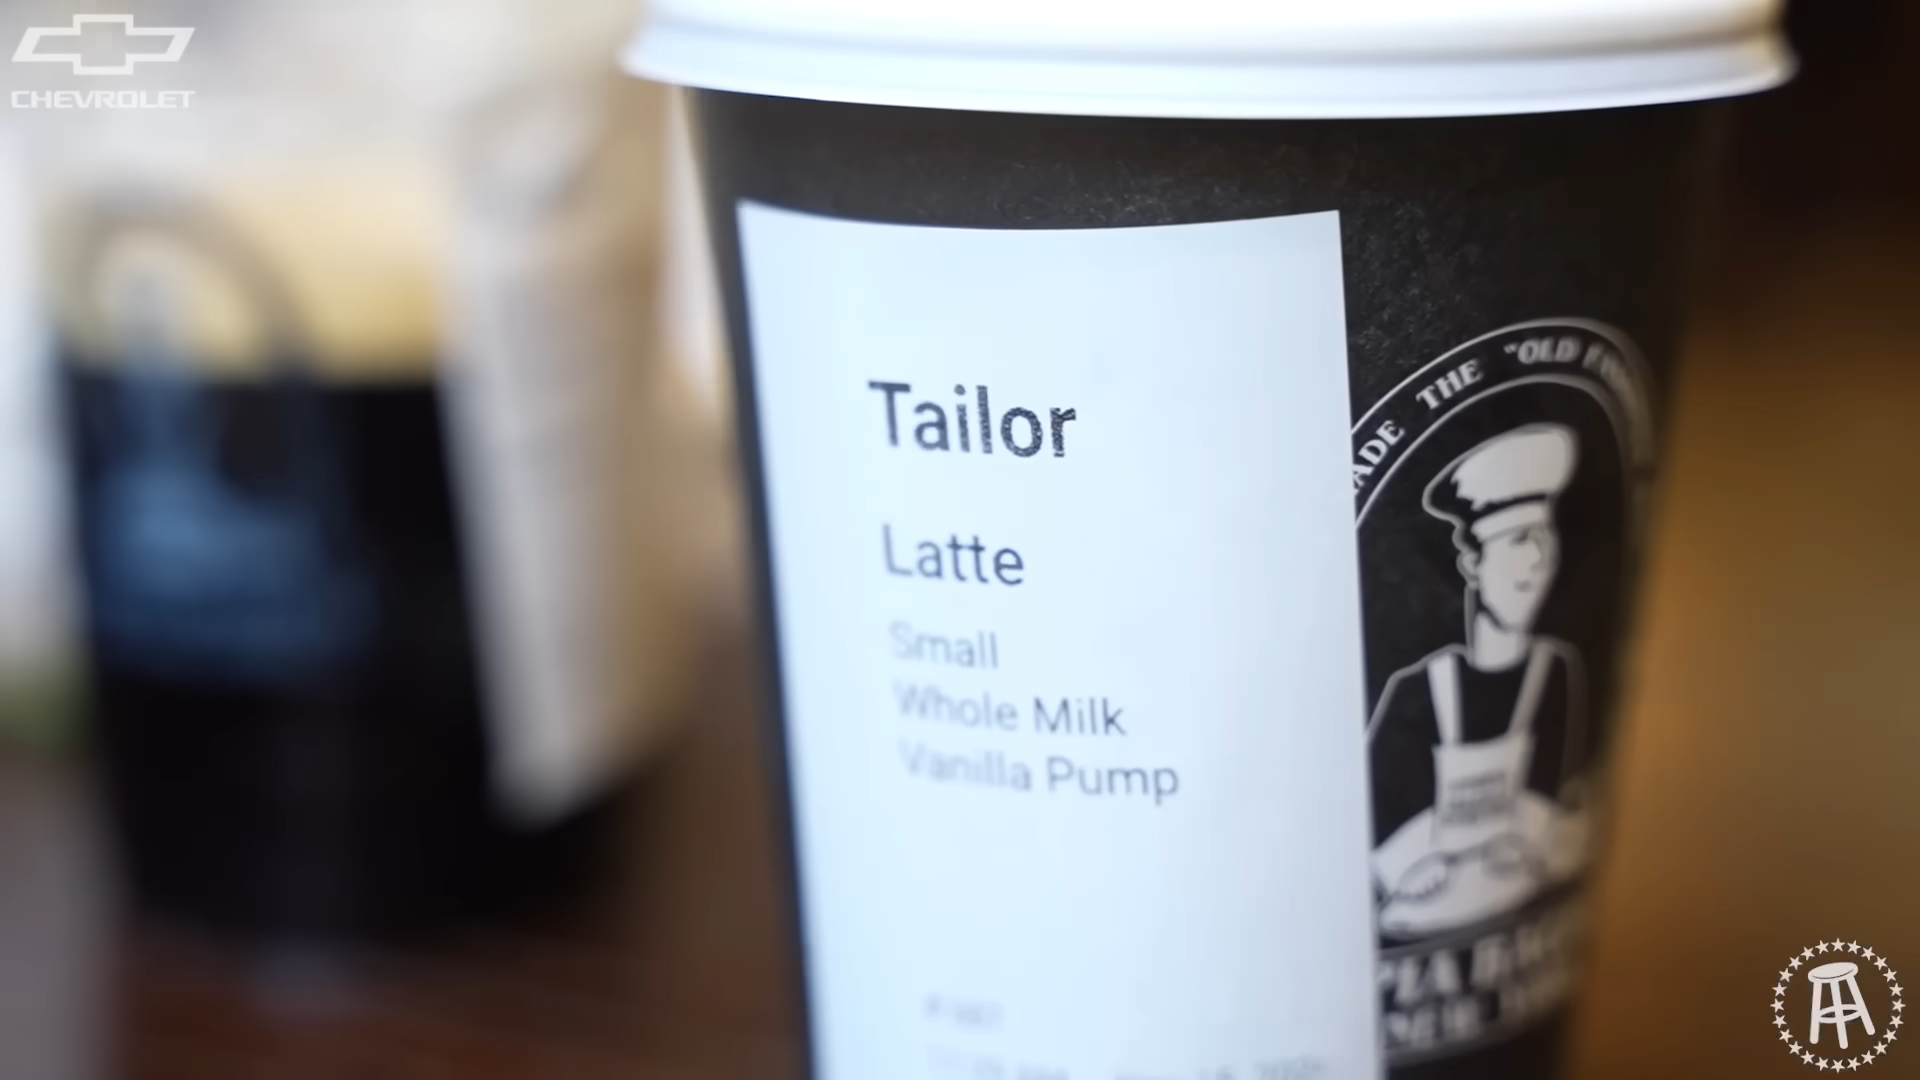 CHEVROLET
Tailor
Latte
Small
Whole Milk
Vanilla Pump
THE "OLD